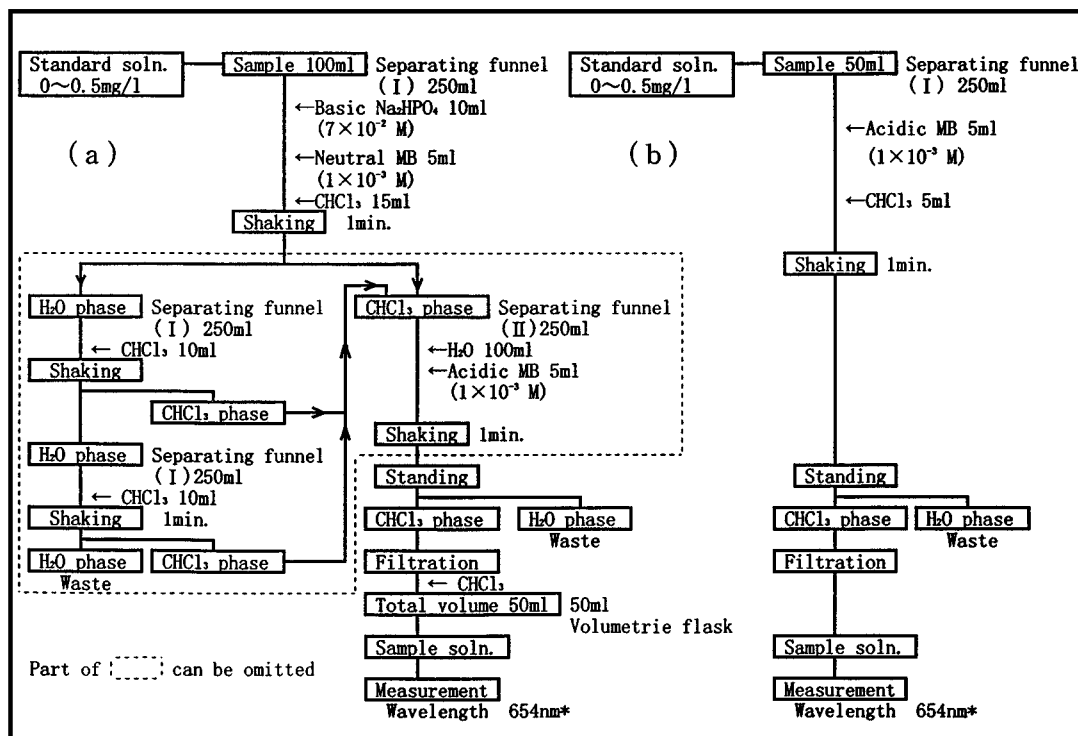 Standard soln.
0～0.5mg/l
Sample 100ml
Separating funnel
(Ⅰ) 250ml
←Basic Na₂HPO₄ 10ml
(7×10⁻² M)
(a)
←Neutral MB 5ml
(1×10⁻³ M)
←CHCl₃ 15ml
Shaking 1min.
H₂O phase
Separating funnel
(Ⅰ) 250ml
← CHCl₃ 10ml
Shaking
CHCl₃ phase
H₂O phase
Separating funnel
(Ⅰ)250ml
← CHCl₃ 10ml
Shaking 1min.
H₂O phase
Waste
CHCl₃ phase
CHCl₃ phase
Separating funnel
(Ⅱ)250ml
←H₂O 100ml
←Acidic MB 5ml
(1×10⁻³ M)
Shaking 1min.
Standing
CHCl₃ phase
H₂O phase
Waste
Filtration
← CHCl₃
Total volume 50ml
50ml
Volumetrie flask
Sample soln.
Measurement
Wavelength 654nm*
Part of can be omitted
Standard soln.
0～0.5mg/l
Sample 50ml
Separating funnel
(Ⅰ) 250ml
(b)
←Acidic MB 5ml
(1×10⁻³ M)
←CHCl₃ 5ml
Shaking 1min.
Standing
CHCl₃ phase
H₂O phase
Waste
Filtration
Sample soln.
Measurement
Wavelength 654nm*